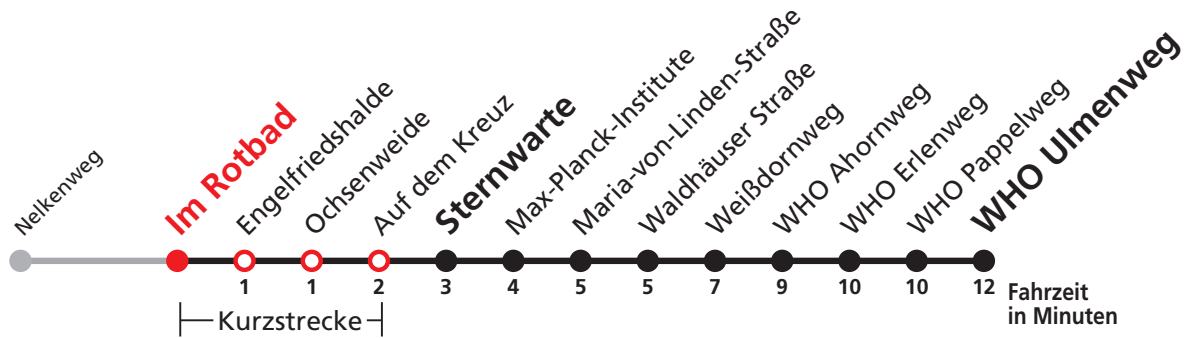 Nelkenweg
Im Rotbad
Engelfriedshalde
Ochsenweide
Auf dem Kreuz
Sternwarte
Max-Planck-Institute
Maria-von-Linden-Straße
Waldhäuser Straße
Weißdornweg
WHO Ahornweg
WHO Erlenweg
WHO Pappelweg
WHO Ulmenweg
1 1 2 3 4 5 5 7 9 10 10 12
Fahrzeit
in Minuten
Kurzstrecke